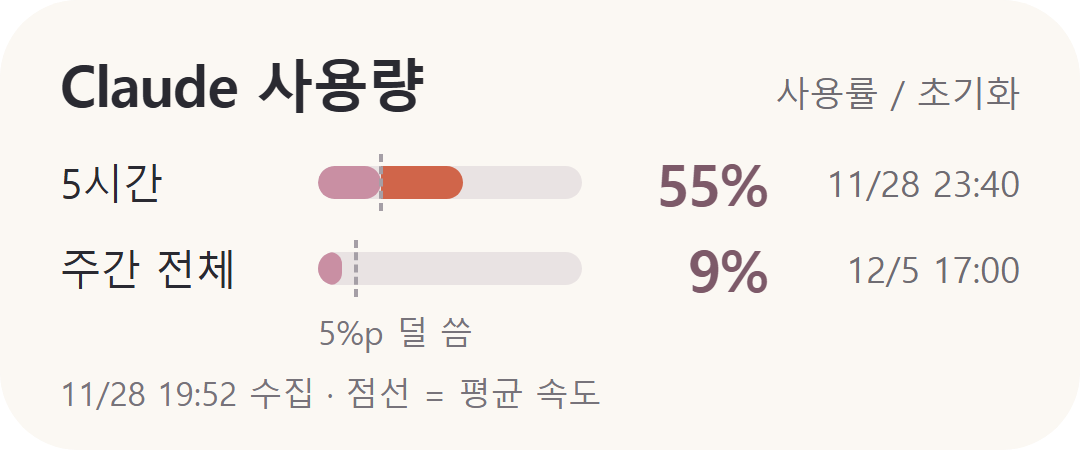 Claude 사용량
사용률 / 초기화
5시간 55% 11/28 23:40
주간 전체 9% 12/5 17:00
5%p 덜 씀
11/28 19:52 수집 · 점선 = 평균 속도